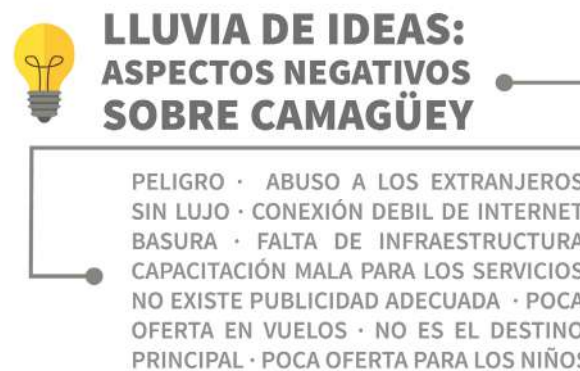 LLUVIA DE IDEAS:
ASPECTOS NEGATIVOS
SOBRE CAMAGÜEY
PELIGRO · ABUSO A LOS EXTRANJEROS
SIN LUJO · CONEXIÓN DEBIL DE INTERNET
BASURA · FALTA DE INFRAESTRUCTURA
CAPACITACIÓN MALA PARA LOS SERVICIOS
NO EXISTE PUBLICIDAD ADECUADA · POCA
OFERTA EN VUELOS · NO ES EL DESTINO
PRINCIPAL · POCA OFERTA PARA LOS NIÑOS